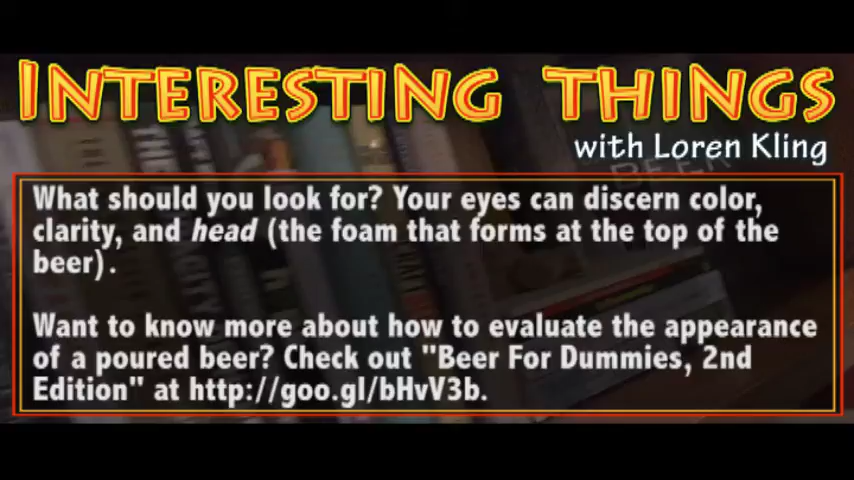 INTERESTING THINGS
with Loren Kling
BEER
What should you look for? Your eyes can discern color,
clarity, and head (the foam that forms at the top of the
beer).
Want to know more about how to evaluate the appearance
of a poured beer? Check out "Beer For Dummies, 2nd
Edition" at http://goo.gl/bHvV3b.